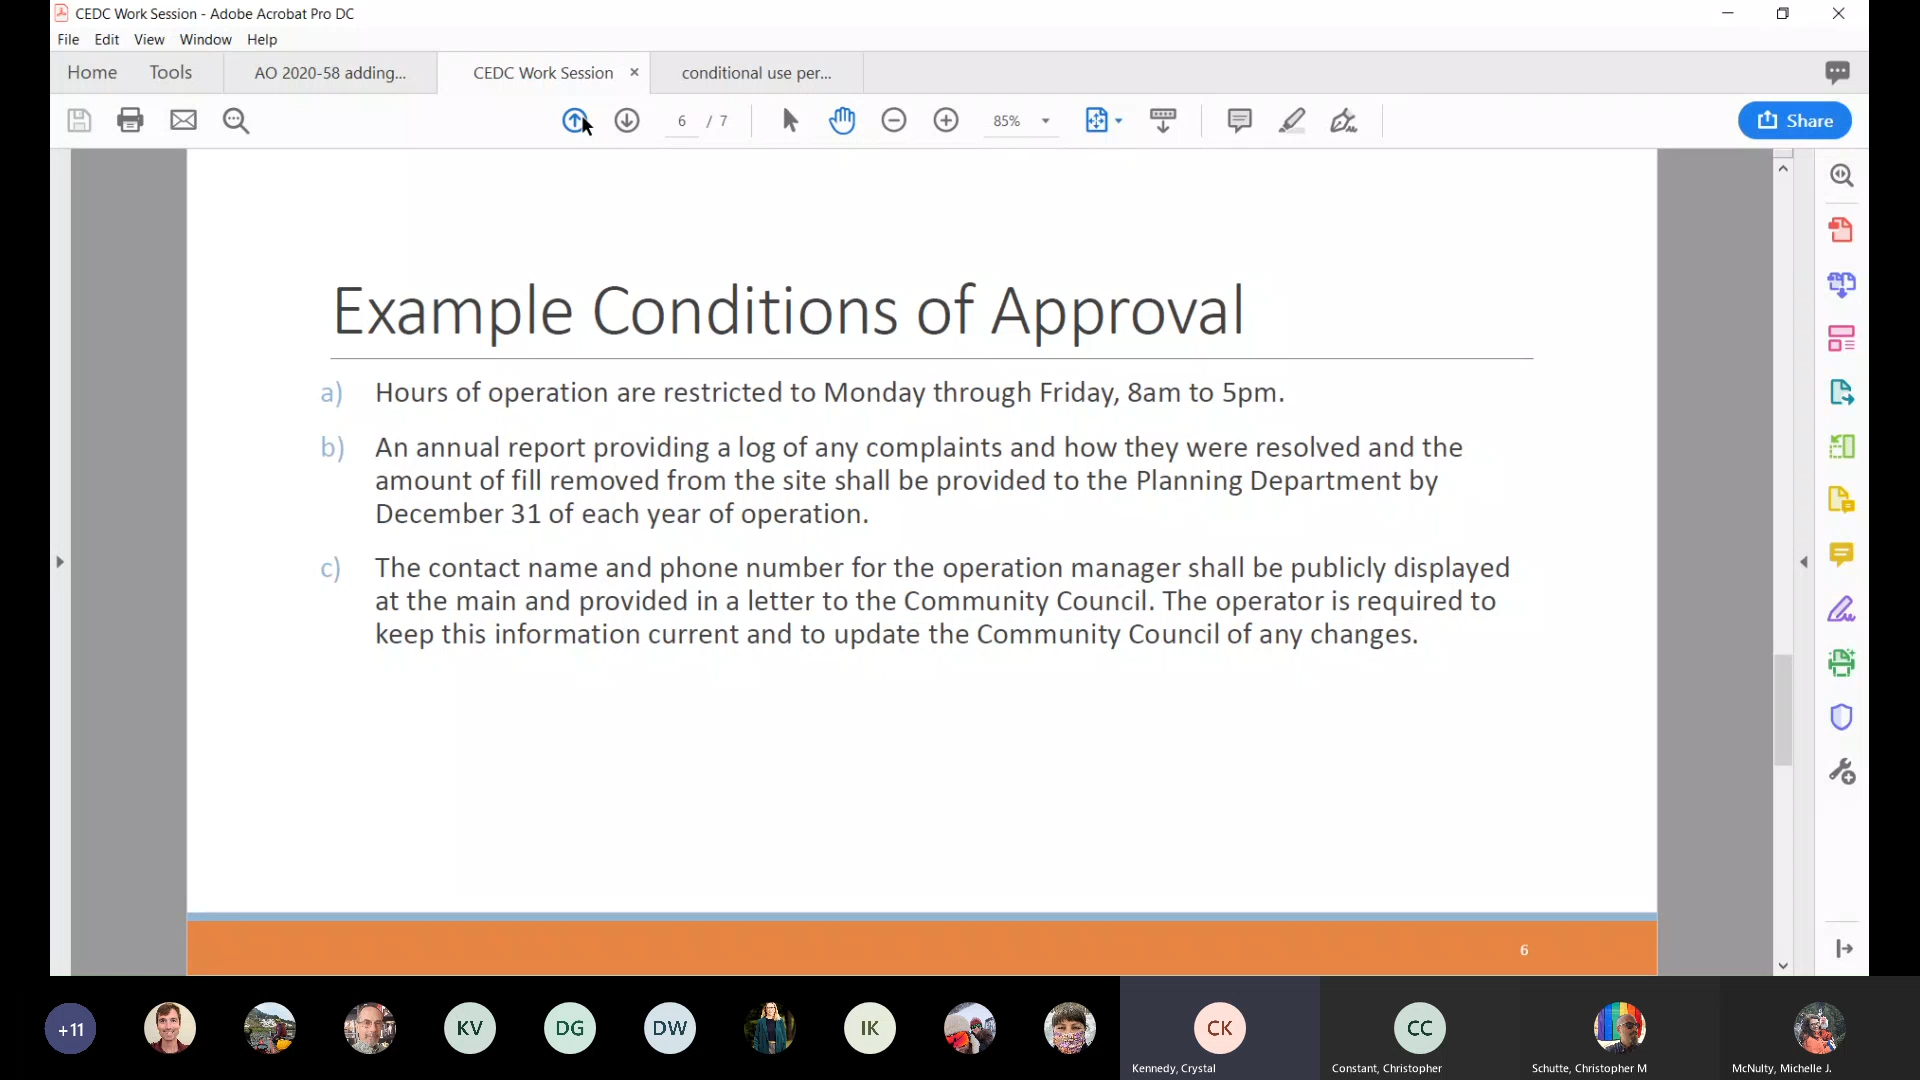 CEDC Work Session - Adobe Acrobat Pro DC
File Edit View Window Help
Home Tools AO 2020-58 adding... CEDC Work Session × conditional use per...
6 / 7 85% Share
Example Conditions of Approval
a) Hours of operation are restricted to Monday through Friday, 8am to 5pm.
b) An annual report providing a log of any complaints and how they were resolved and the
amount of fill removed from the site shall be provided to the Planning Department by
December 31 of each year of operation.
c) The contact name and phone number for the operation manager shall be publicly displayed
at the main and provided in a letter to the Community Council. The operator is required to
keep this information current and to update the Community Council of any changes.
6
+11 KV DG DW IK CK CC
Kennedy, Crystal Constant, Christopher Schutte, Christopher M McNulty, Michelle J.